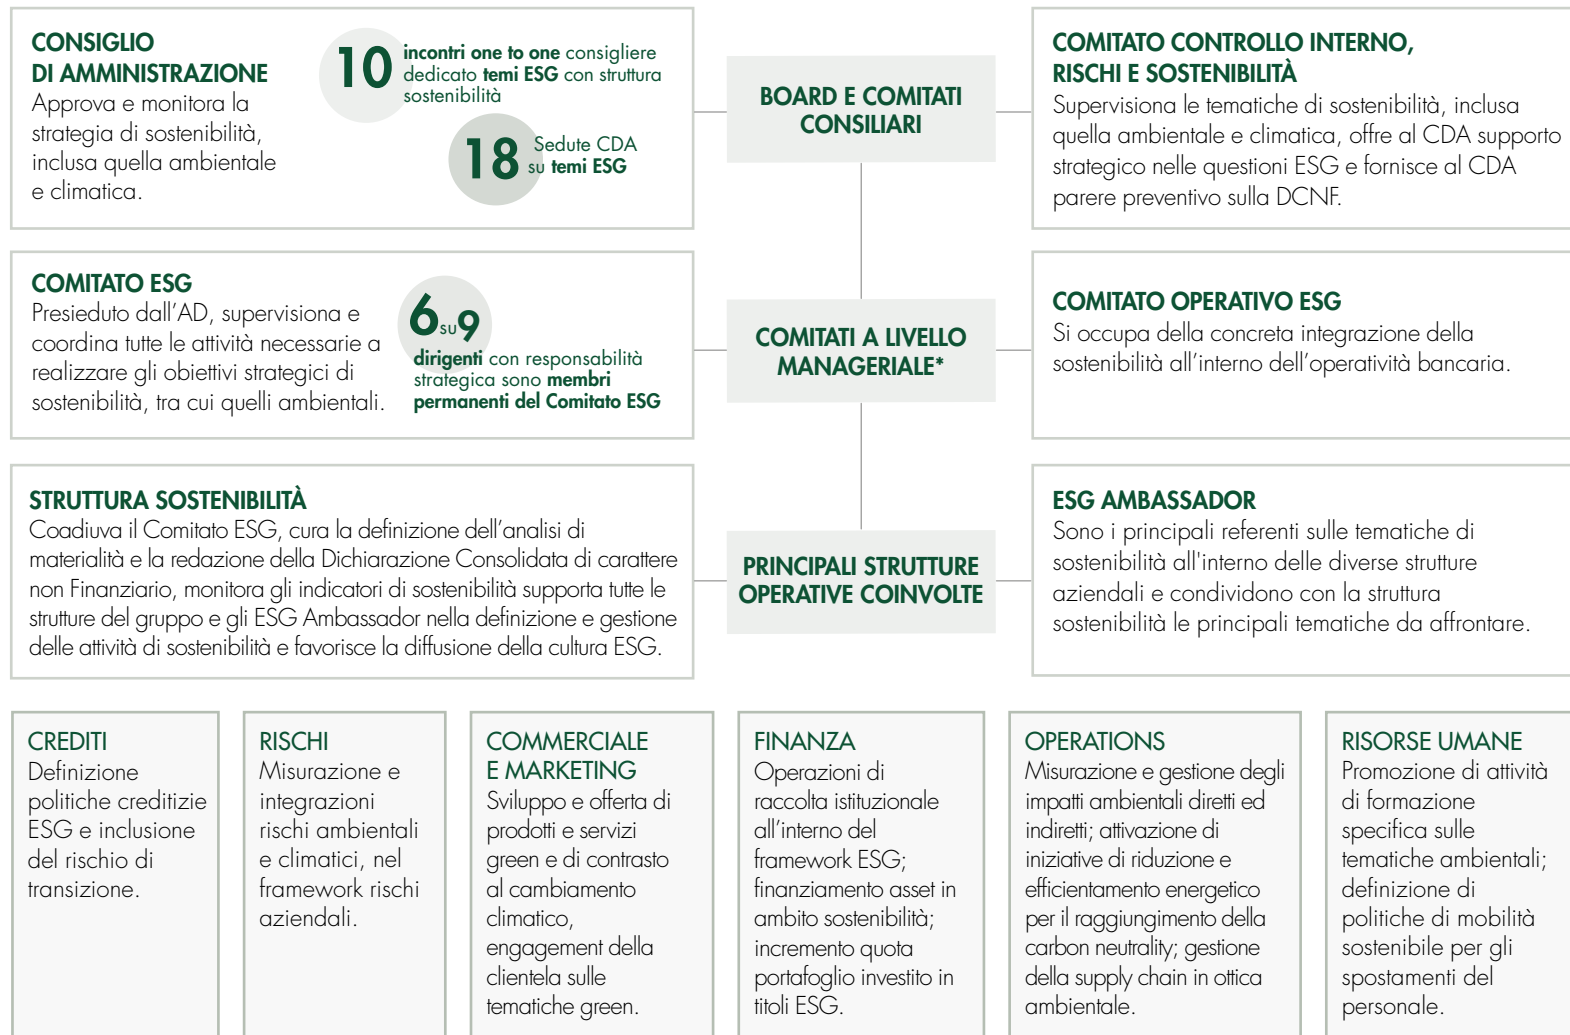 CONSIGLIO
DI AMMINISTRAZIONE
Approva e monitora la
strategia di sostenibilità,
inclusa quella ambientale
e climatica.
10
incontri one to one consigliere
dedicato temi ESG con struttura
sostenibilità
18
Sedute CDA
su temi ESG
BOARD E COMITATI
CONSILIARI
COMITATO CONTROLLO INTERNO,
RISCHI E SOSTENIBILITÀ
Supervisiona le tematiche di sostenibilità, inclusa
quella ambientale e climatica, offre al CDA supporto
strategico nelle questioni ESG e fornisce al CDA
parere preventivo sulla DCNF.
COMITATO ESG
Presieduto dall'AD, supervisiona e
coordina tutte le attività necessarie a
realizzare gli obiettivi strategici di
sostenibilità, tra cui quelli ambientali.
6 su 9
dirigenti con responsabilità
strategica sono membri
permanenti del Comitato ESG
COMITATI A LIVELLO
MANAGERIALE*
COMITATO OPERATIVO ESG
Si occupa della concreta integrazione della
sostenibilità all'interno dell'operatività bancaria.
STRUTTURA SOSTENIBILITÀ
Coadiuva il Comitato ESG, cura la definizione dell'analisi di
materialità e la redazione della Dichiarazione Consolidata di carattere
non Finanziario, monitora gli indicatori di sostenibilità supporta tutte le
strutture del gruppo e gli ESG Ambassador nella definizione e gestione
delle attività di sostenibilità e favorisce la diffusione della cultura ESG.
PRINCIPALI STRUTTURE
OPERATIVE COINVOLTE
ESG AMBASSADOR
Sono i principali referenti sulle tematiche di
sostenibilità all'interno delle diverse strutture
aziendali e condividono con la struttura
sostenibilità le principali tematiche da affrontare.
CREDITI
Definizione
politiche creditizie
ESG e inclusione
del rischio di
transizione.
RISCHI
Misurazione e
integrazioni
rischi ambientali
e climatici, nel
framework rischi
aziendali.
COMMERCIALE
E MARKETING
Sviluppo e offerta di
prodotti e servizi
green e di contrasto
al cambiamento
climatico,
engagement della
clientela sulle
tematiche green.
FINANZA
Operazioni di
raccolta istituzionale
all'interno del
framework ESG;
finanziamento asset in
ambito sostenibilità;
incremento quota
portafoglio investito in
titoli ESG.
OPERATIONS
Misurazione e gestione degli
impatti ambientali diretti ed
indiretti; attivazione di
iniziative di riduzione e
efficientamento energetico
per il raggiungimento della
carbon neutrality; gestione
della supply chain in ottica
ambientale.
RISORSE UMANE
Promozione di attività
di formazione
specifica sulle
tematiche ambientali;
definizione di
politiche di mobilità
sostenibile per gli
spostamenti del
personale.